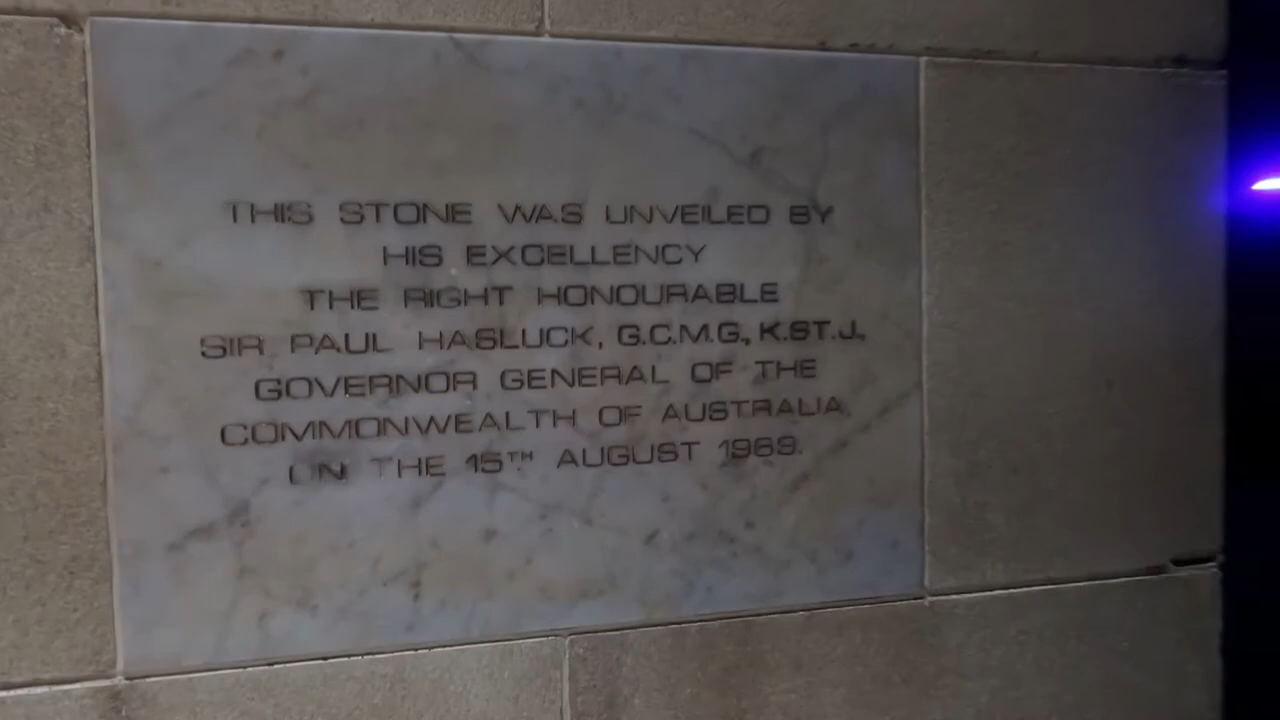 THIS STONE WAS UNVEILED BY
HIS EXCELLENCY
THE RIGHT HONOURABLE
SIR PAUL HASLUCK, G.C.M.G., K.ST.J.,
GOVERNOR GENERAL OF THE
COMMONWEALTH OF AUSTRALIA,
ON THE 15TH AUGUST 1969.